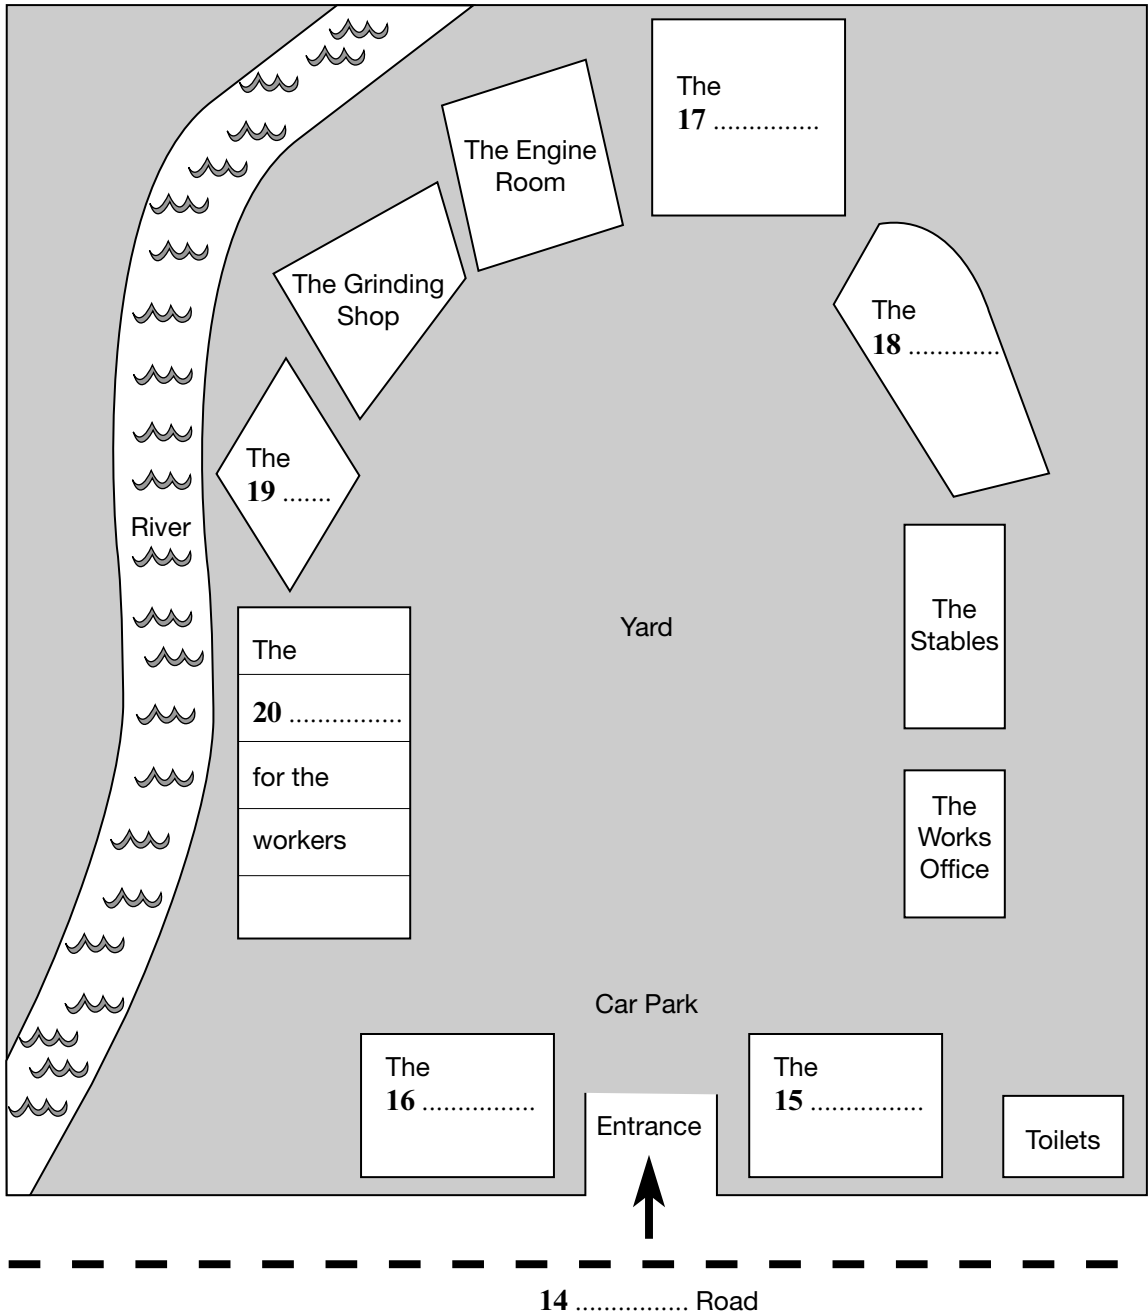 The
17 ...............
The Engine
Room
The Grinding
Shop
The
18 .............
The
19 .......
River
Yard
The
Stables
The
20 ................
for the
workers
The
Works
Office
Car Park
The
16 ................
The
15 ................
Entrance
Toilets
14 ................ Road